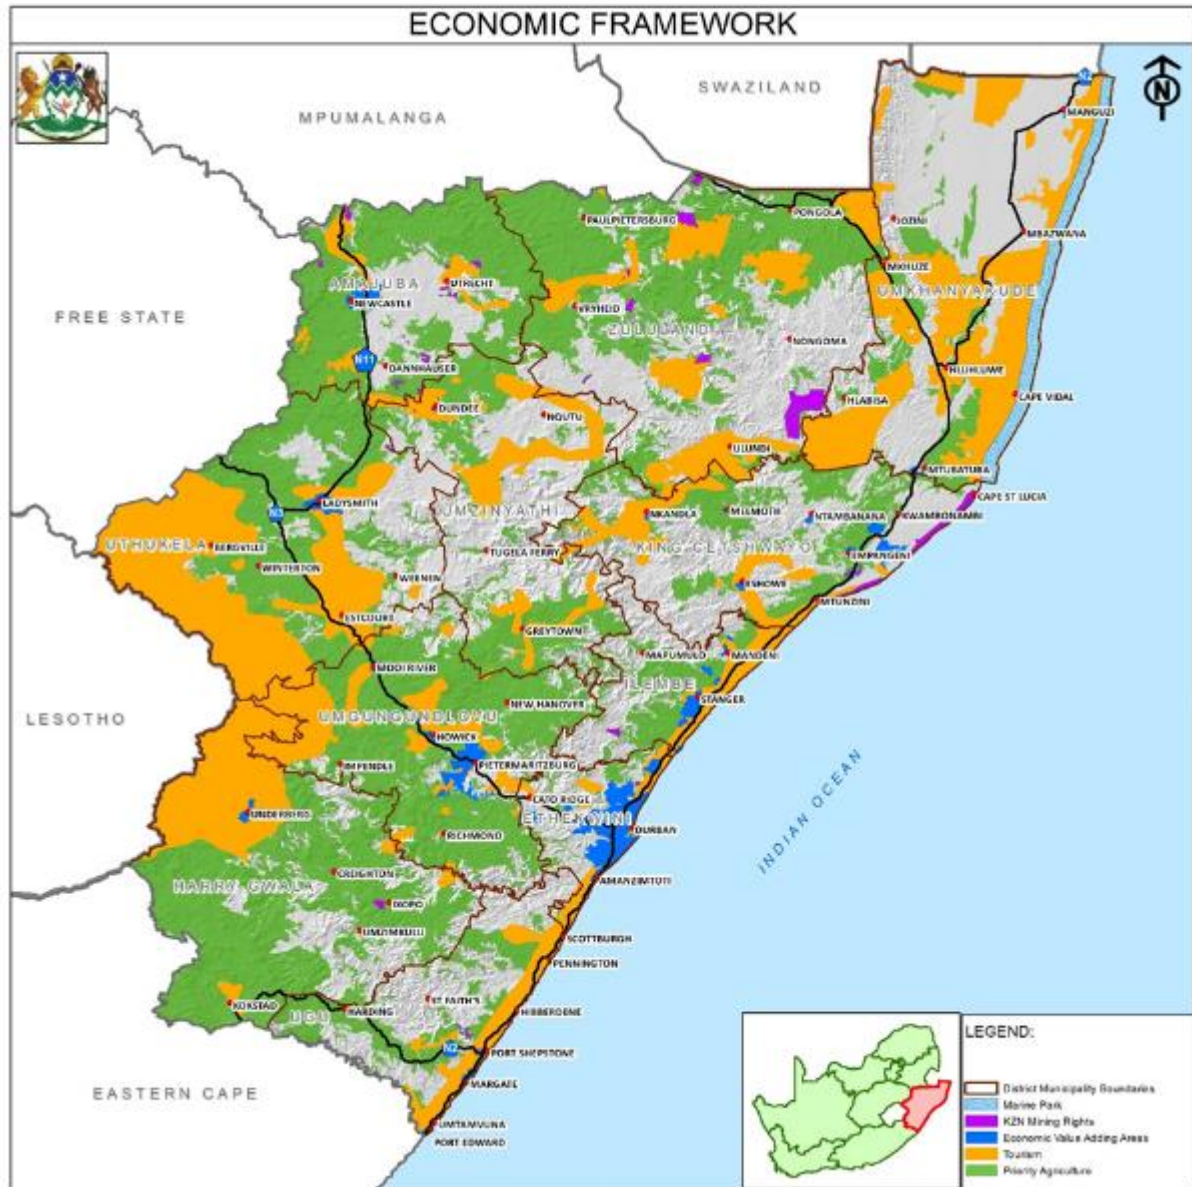 ECONOMIC FRAMEWORK
SWAZILAND
MPUMALANGA
N
N2
MANGUZI
PAULPIETERSBURG
PONGOLA
JOZINI
MBAZWANA
MKHUZE
AMAJUBA
UTRECHT
UMKHANYAKUDE
NEWCASTLE
VRYHEID
ZULULAND
FREE STATE
NONGOMA
N11
DANNHAUSER
HLUHLUWE
HLABISA
CAPE VIDAL
DUNDEE
NQUTU
ULUNDI
MTUBATUBA
CAPE ST LUCIA
LADYSMITH
N3
UMZINYATHI
NKANDLA
MELMOTH
NTAMBANANA
KWAMBONAMBI
UTHUKELA
BERGVILLE
TUGELA FERRY
KING CETSHWAYO
EMPANGENI
WINTERTON
WEENEN
ESHOWE
MTUNZINI
ESTCOURT
GREYTOWN
MAPUMULO
MANDENI
MOOI RIVER
ILEMBE
STANGER
LESOTHO
UMGUNGUNDLOVU
NEW HANOVER
HOWICK
IMPENDLE
PIETERMARITZBURG
CATO RIDGE
UNDERBERG
ETHEKWINI
DURBAN
RICHMOND
INDIAN OCEAN
CREIGHTON
HARRY GWALA
AMANZIMTOTI
IXOPO
UMZIMKULU
SCOTTBURGH
PENNINGTON
KOKSTAD
ST FAITH'S
HARDING
UGU
HIBBERDENE
N2
PORT SHEPSTONE
MARGATE
EASTERN CAPE
UMTAMVUNA
PORT EDWARD
LEGEND:
District Municipality Boundaries
Marine Park
KZN Mining Rights
Economic Value Adding Areas
Tourism
Priority Agriculture